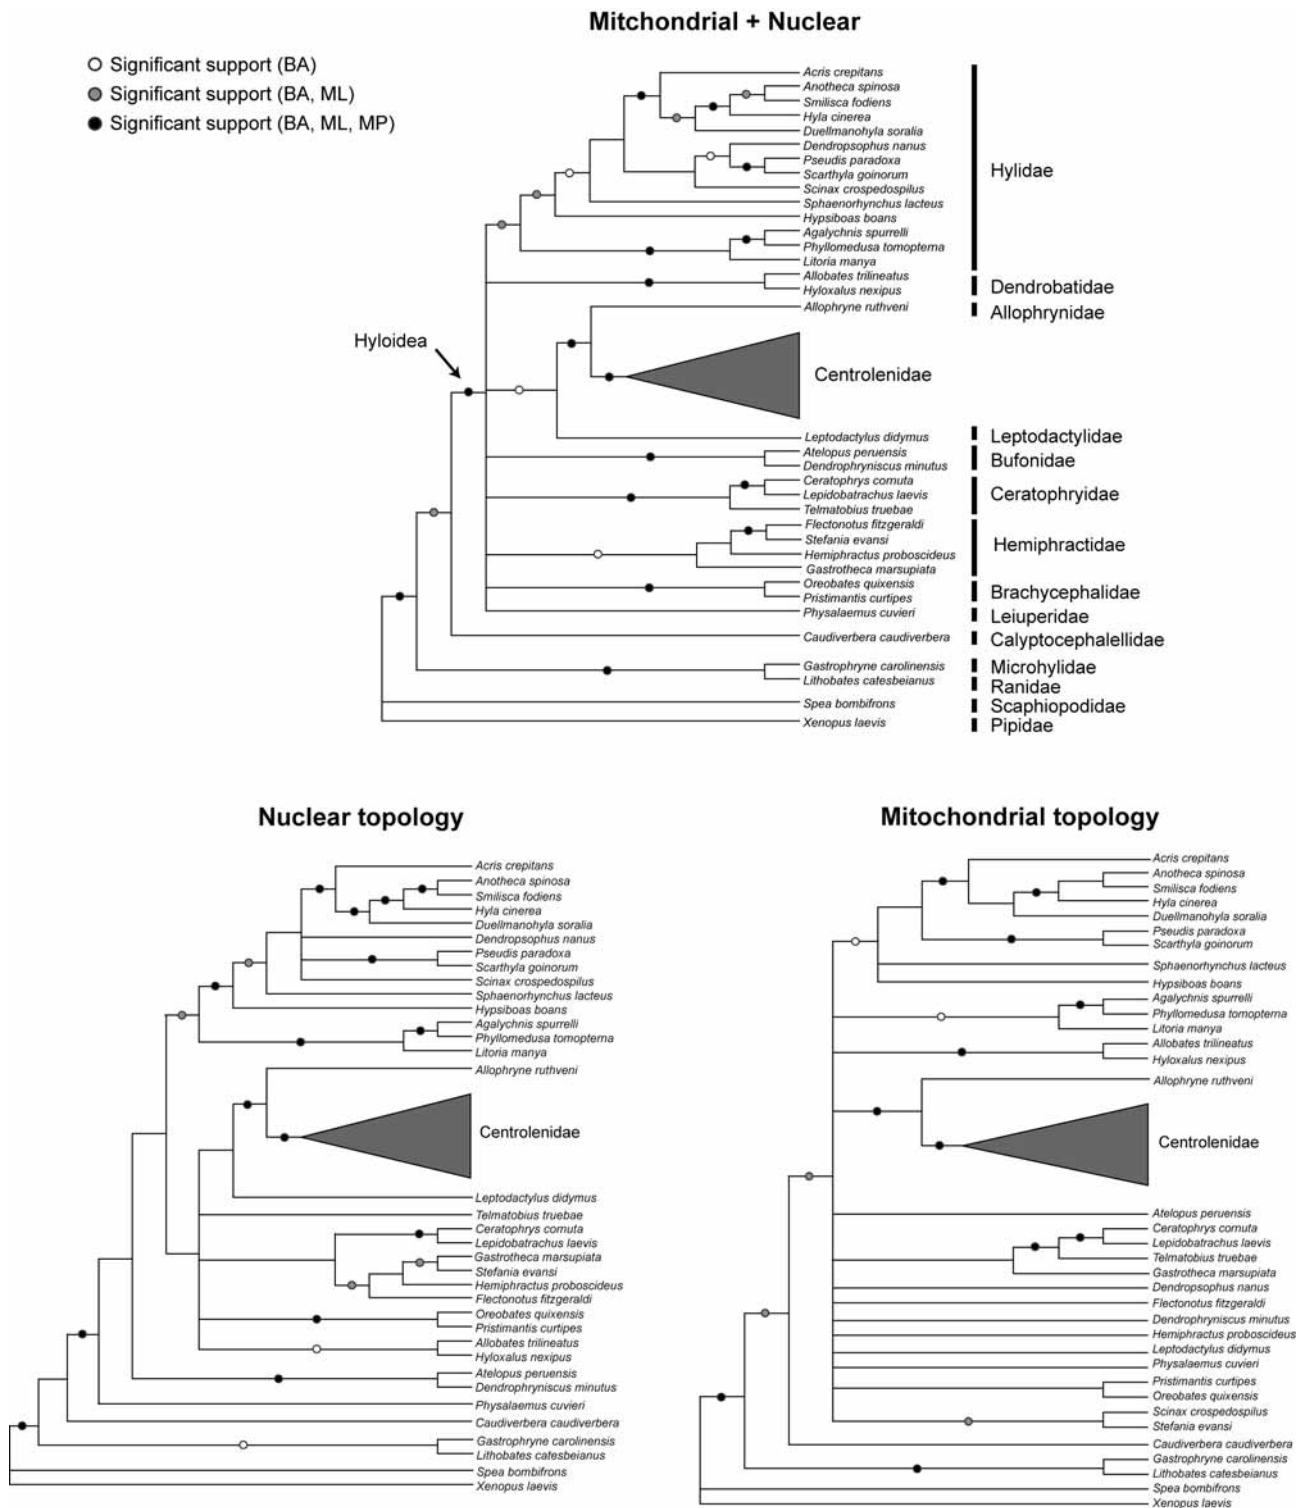 Mitchondrial + Nuclear
Significant support (BA)
Significant support (BA, ML)
Significant support (BA, ML, MP)
Acris crepitans
Anotheca spinosa
Smilisca fodiens
Hyla cinerea
Duellmanohyla soralia
Dendropsophus nanus
Pseudis paradoxa
Scarthyla goinorum
Scinax crospedospilus
Sphaenorhynchus lacteus
Hypsiboas boans
Agalychnis spurrelli
Phyllomedusa tomopterna
Litoria manya
Hylidae
Allobates trilineatus
Hyloxalus nexipus
Dendrobatidae
Allophryne ruthveni
Allophrynidae
Hyloidea
Centrolenidae
Leptodactylus didymus
Leptodactylidae
Atelopus peruensis
Dendrophryniscus minutus
Bufonidae
Ceratophrys cornuta
Lepidobatrachus laevis
Telmatobius truebae
Ceratophryidae
Flectonotus fitzgeraldi
Stefania evansi
Hemiphractus proboscideus
Gastrotheca marsupiata
Hemiphractidae
Oreobates quixensis
Pristimantis curtipes
Brachycephalidae
Physalaemus cuvieri
Leiuperidae
Caudiverbera caudiverbera
Calyptocephalellidae
Gastrophryne carolinensis
Microhylidae
Lithobates catesbeianus
Ranidae
Spea bombifrons
Scaphiopodidae
Xenopus laevis
Pipidae
Nuclear topology
Acris crepitans
Anotheca spinosa
Smilisca fodiens
Hyla cinerea
Duellmanohyla soralia
Dendropsophus nanus
Pseudis paradoxa
Scarthyla goinorum
Scinax crospedospilus
Sphaenorhynchus lacteus
Hypsiboas boans
Agalychnis spurrelli
Phyllomedusa tomopterna
Litoria manya
Allophryne ruthveni
Centrolenidae
Leptodactylus didymus
Telmatobius truebae
Ceratophrys cornuta
Lepidobatrachus laevis
Gastrotheca marsupiata
Stefania evansi
Hemiphractus proboscideus
Flectonotus fitzgeraldi
Oreobates quixensis
Pristimantis curtipes
Allobates trilineatus
Hyloxalus nexipus
Atelopus peruensis
Dendrophryniscus minutus
Physalaemus cuvieri
Caudiverbera caudiverbera
Gastrophryne carolinensis
Lithobates catesbeianus
Spea bombifrons
Xenopus laevis
Mitochondrial topology
Acris crepitans
Anotheca spinosa
Smilisca fodiens
Hyla cinerea
Duellmanohyla soralia
Pseudis paradoxa
Scarthyla goinorum
Sphaenorhynchus lacteus
Hypsiboas boans
Agalychnis spurrelli
Phyllomedusa tomopterna
Litoria manya
Allobates trilineatus
Hyloxalus nexipus
Allophryne ruthveni
Centrolenidae
Atelopus peruensis
Ceratophrys cornuta
Lepidobatrachus laevis
Telmatobius truebae
Gastrotheca marsupiata
Dendropsophus nanus
Flectonotus fitzgeraldi
Dendrophryniscus minutus
Hemiphractus proboscideus
Leptodactylus didymus
Physalaemus cuvieri
Pristimantis curtipes
Oreobates quixensis
Scinax crospedospilus
Stefania evansi
Caudiverbera caudiverbera
Gastrophryne carolinensis
Lithobates catesbeianus
Spea bombifrons
Xenopus laevis